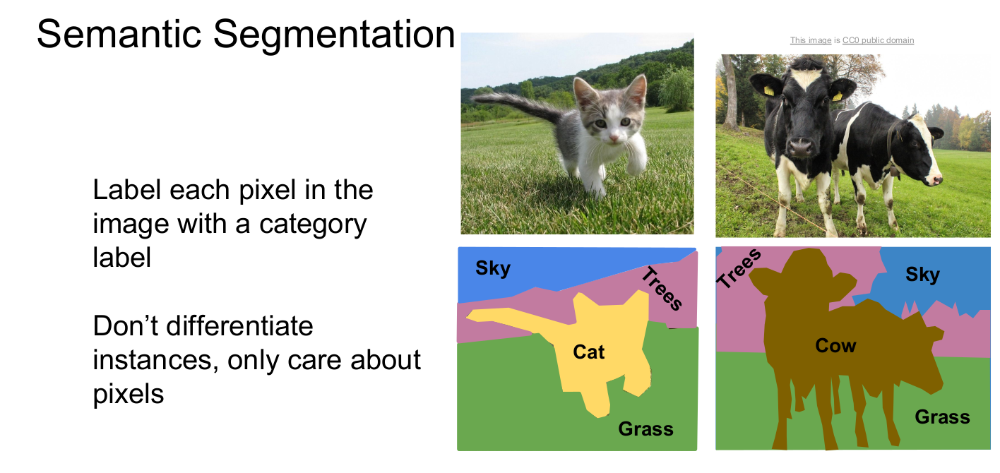 Semantic Segmentation
This image is CC0 public domain
Label each pixel in the
image with a category
label
Don’t differentiate
instances, only care about
pixels
Sky
Trees
Cat
Grass
Trees
Sky
Cow
Grass